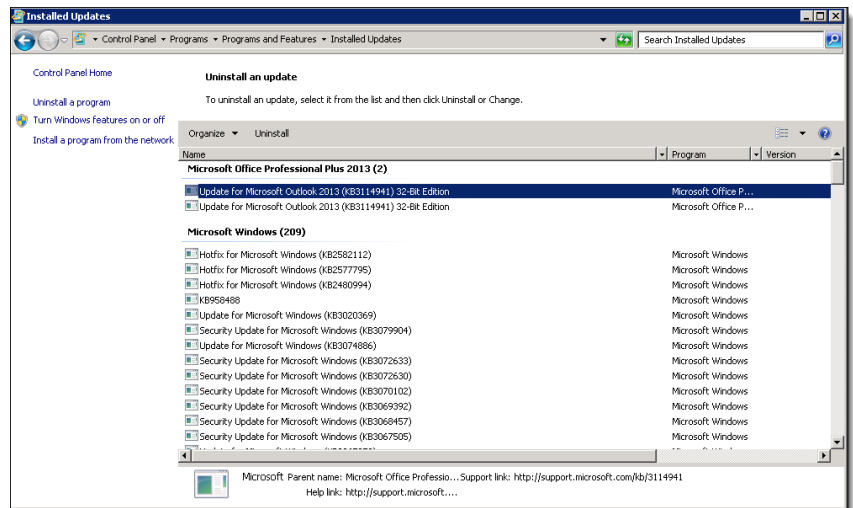 Installed Updates
Control Panel Programs Programs and Features Installed Updates Search Installed Updates
Control Panel Home
Uninstall a program
Turn Windows features on or off
Install a program from the network
Uninstall an update
To uninstall an update, select it from the list and then click Uninstall or Change.
Organize Uninstall
Name Program Version
Microsoft Office Professional Plus 2013 (2)
Update for Microsoft Outlook 2013 (KB3114941) 32-Bit Edition Microsoft Office P...
Update for Microsoft Outlook 2013 (KB3114941) 32-Bit Edition Microsoft Office P...
Microsoft Windows (209)
Hotfix for Microsoft Windows (KB2582112) Microsoft Windows
Hotfix for Microsoft Windows (KB2577795) Microsoft Windows
Hotfix for Microsoft Windows (KB2480994) Microsoft Windows
KB958488 Microsoft Windows
Update for Microsoft Windows (KB3020369) Microsoft Windows
Security Update for Microsoft Windows (KB3079904) Microsoft Windows
Update for Microsoft Windows (KB3074886) Microsoft Windows
Security Update for Microsoft Windows (KB3072633) Microsoft Windows
Security Update for Microsoft Windows (KB3072630) Microsoft Windows
Security Update for Microsoft Windows (KB3070102) Microsoft Windows
Security Update for Microsoft Windows (KB3069392) Microsoft Windows
Security Update for Microsoft Windows (KB3068457) Microsoft Windows
Security Update for Microsoft Windows (KB3067505) Microsoft Windows
Microsoft Parent name: Microsoft Office Professio... Support link: http://support.microsoft.com/kb/3114941
Help link: http://support.microsoft....